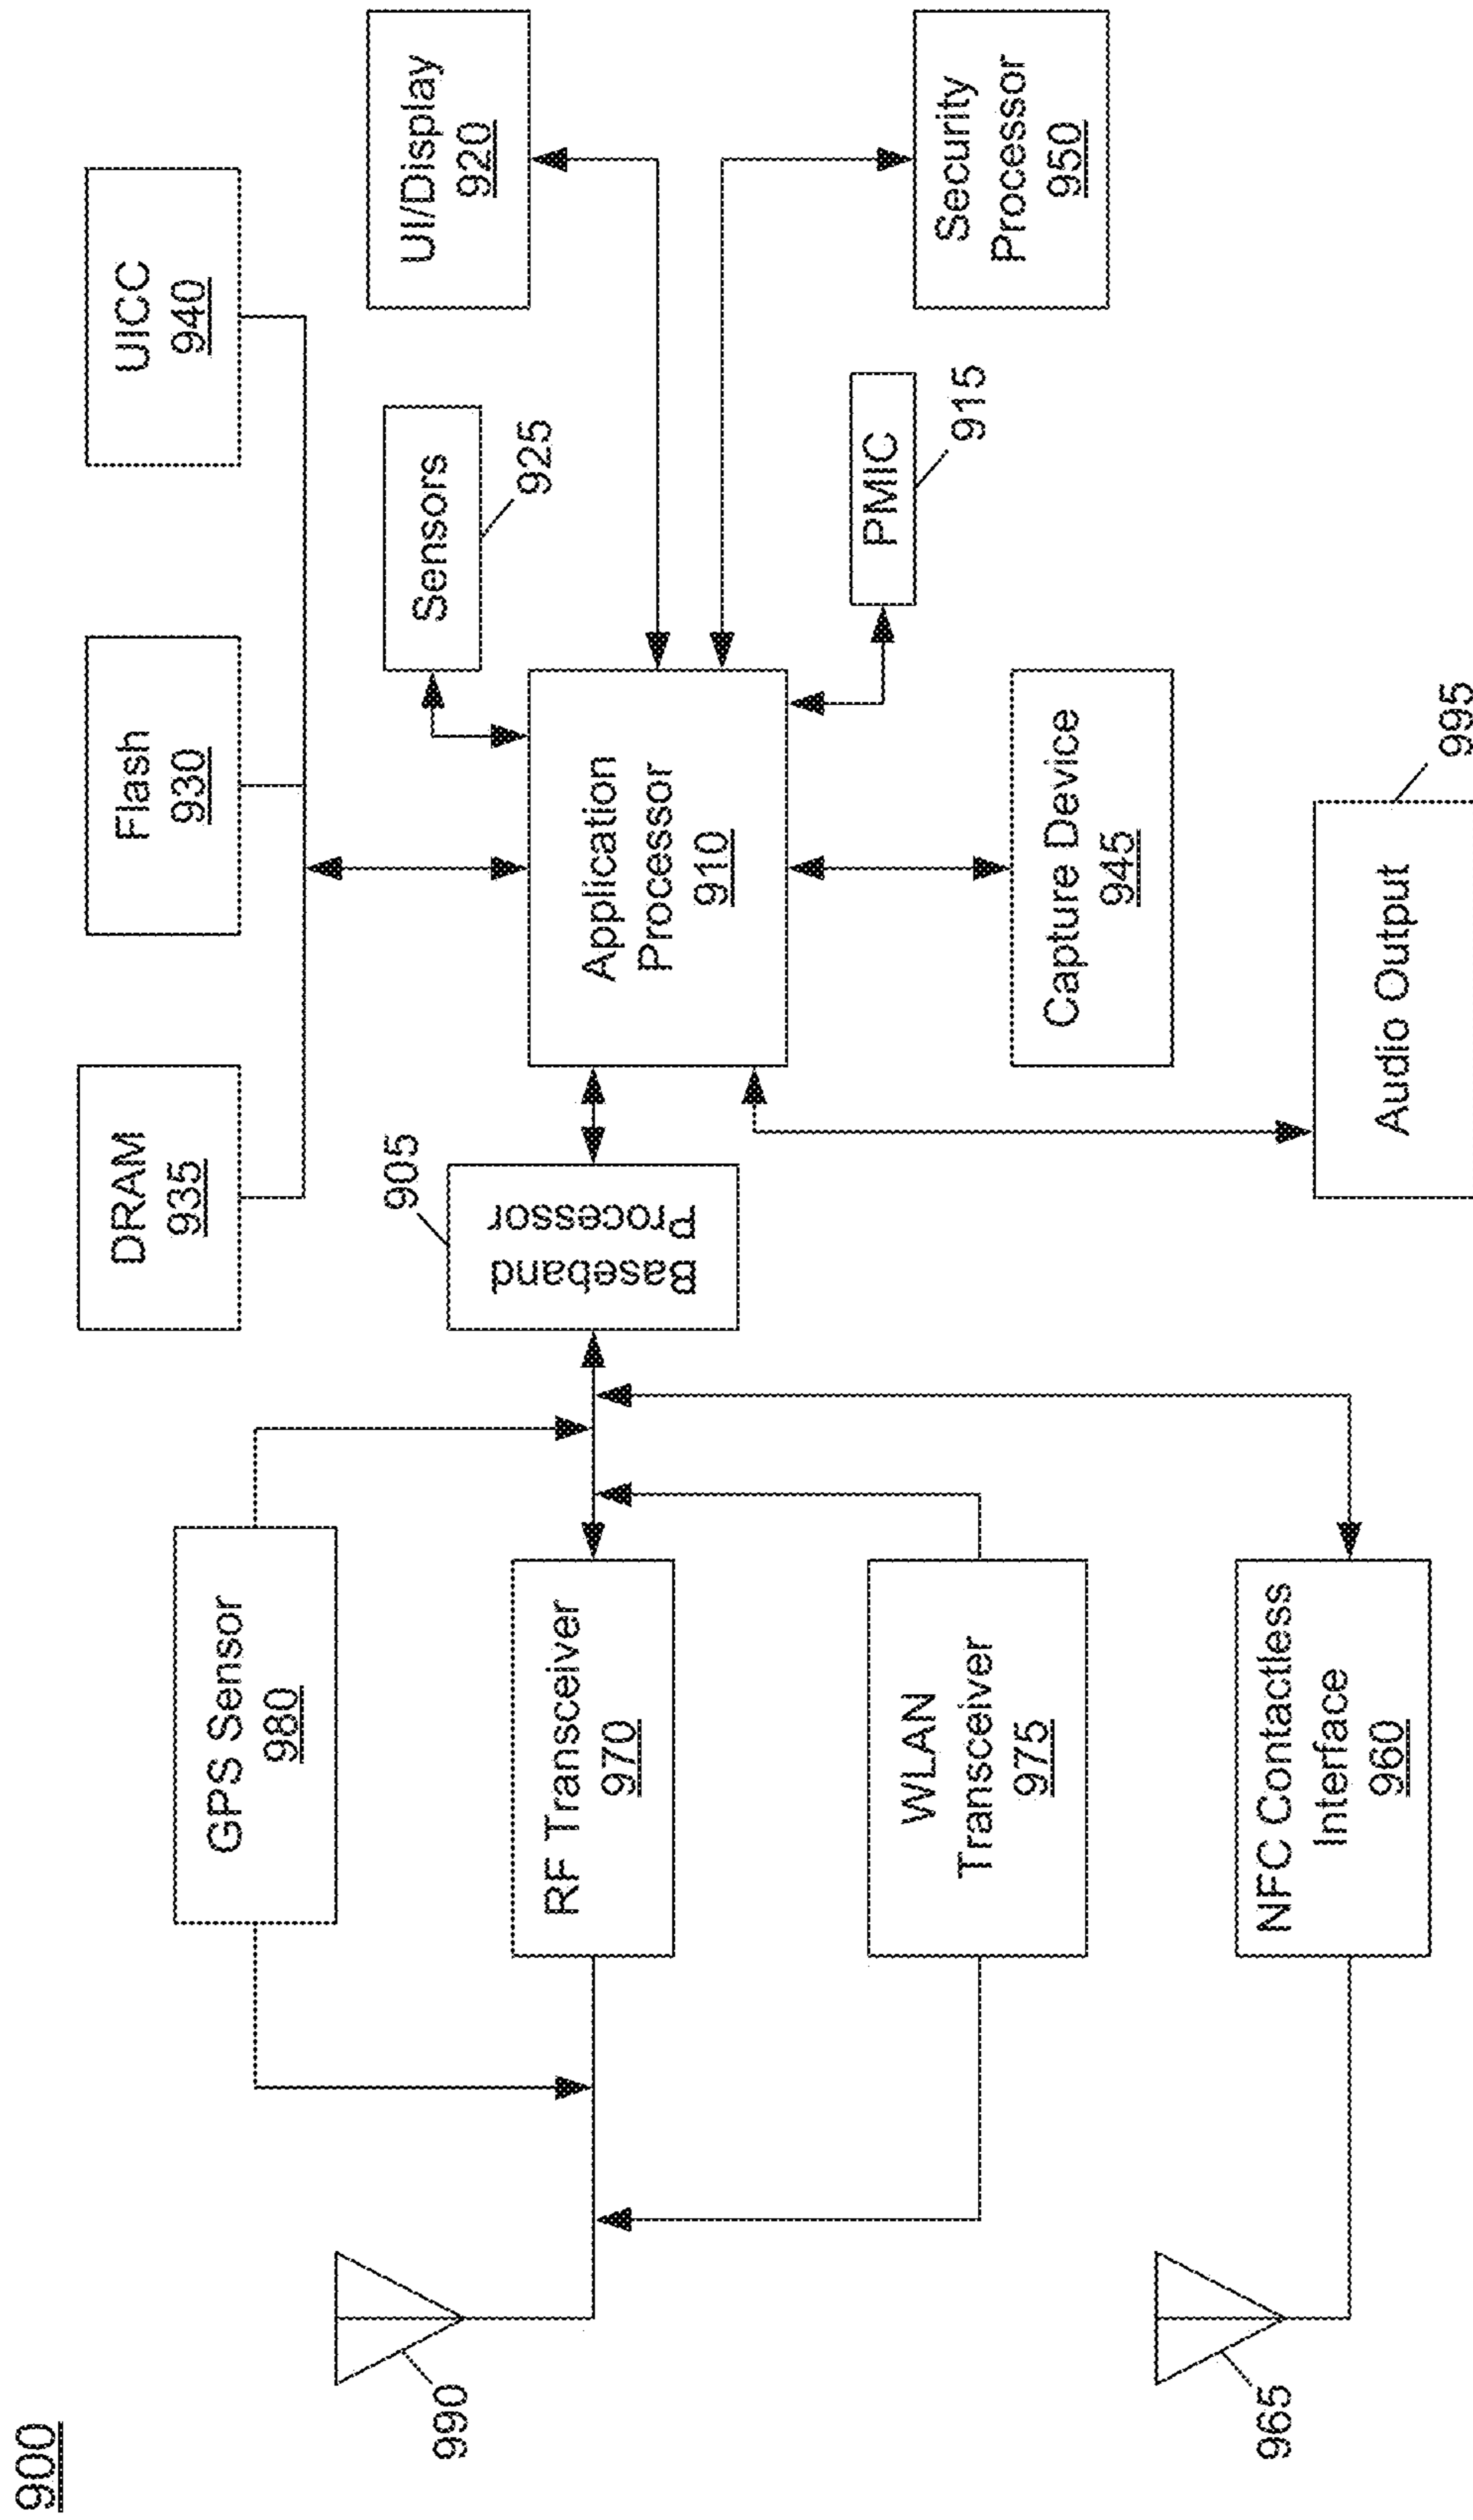 900
DRAM
935
Flash
930
UICC
940
GPS Sensor
980
905
Sensors
925
UI/Display
920
990
RF Transceiver
970
Baseband
Processor
Application
Processor
910
WLAN
Transceiver
975
PMIC
915
Security
Processor
950
Capture Device
945
965
NFC Contactless
Interface
960
Audio Output
995